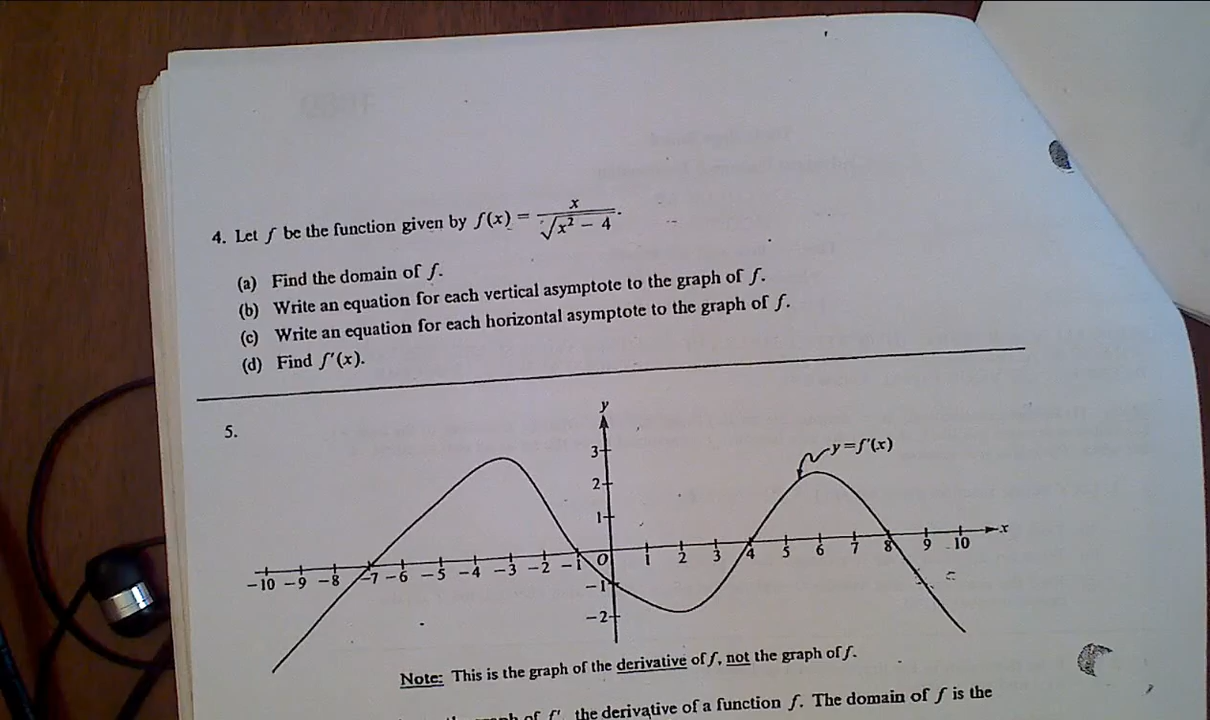 4. Let f be the function given by f(x) = x/√(x² − 4).
(a) Find the domain of f.
(b) Write an equation for each vertical asymptote to the graph of f.
(c) Write an equation for each horizontal asymptote to the graph of f.
(d) Find f′(x).
5.
y
y=f′(x)
3
2
1
−10 −9 −8 −7 −6 −5 −4 −3 −2 −1 O 1 2 3 4 5 6 7 8 9 10 x
−1
−2
Note: This is the graph of the derivative of f, not the graph of f.
of f′, the derivative of a function f. The domain of f is the